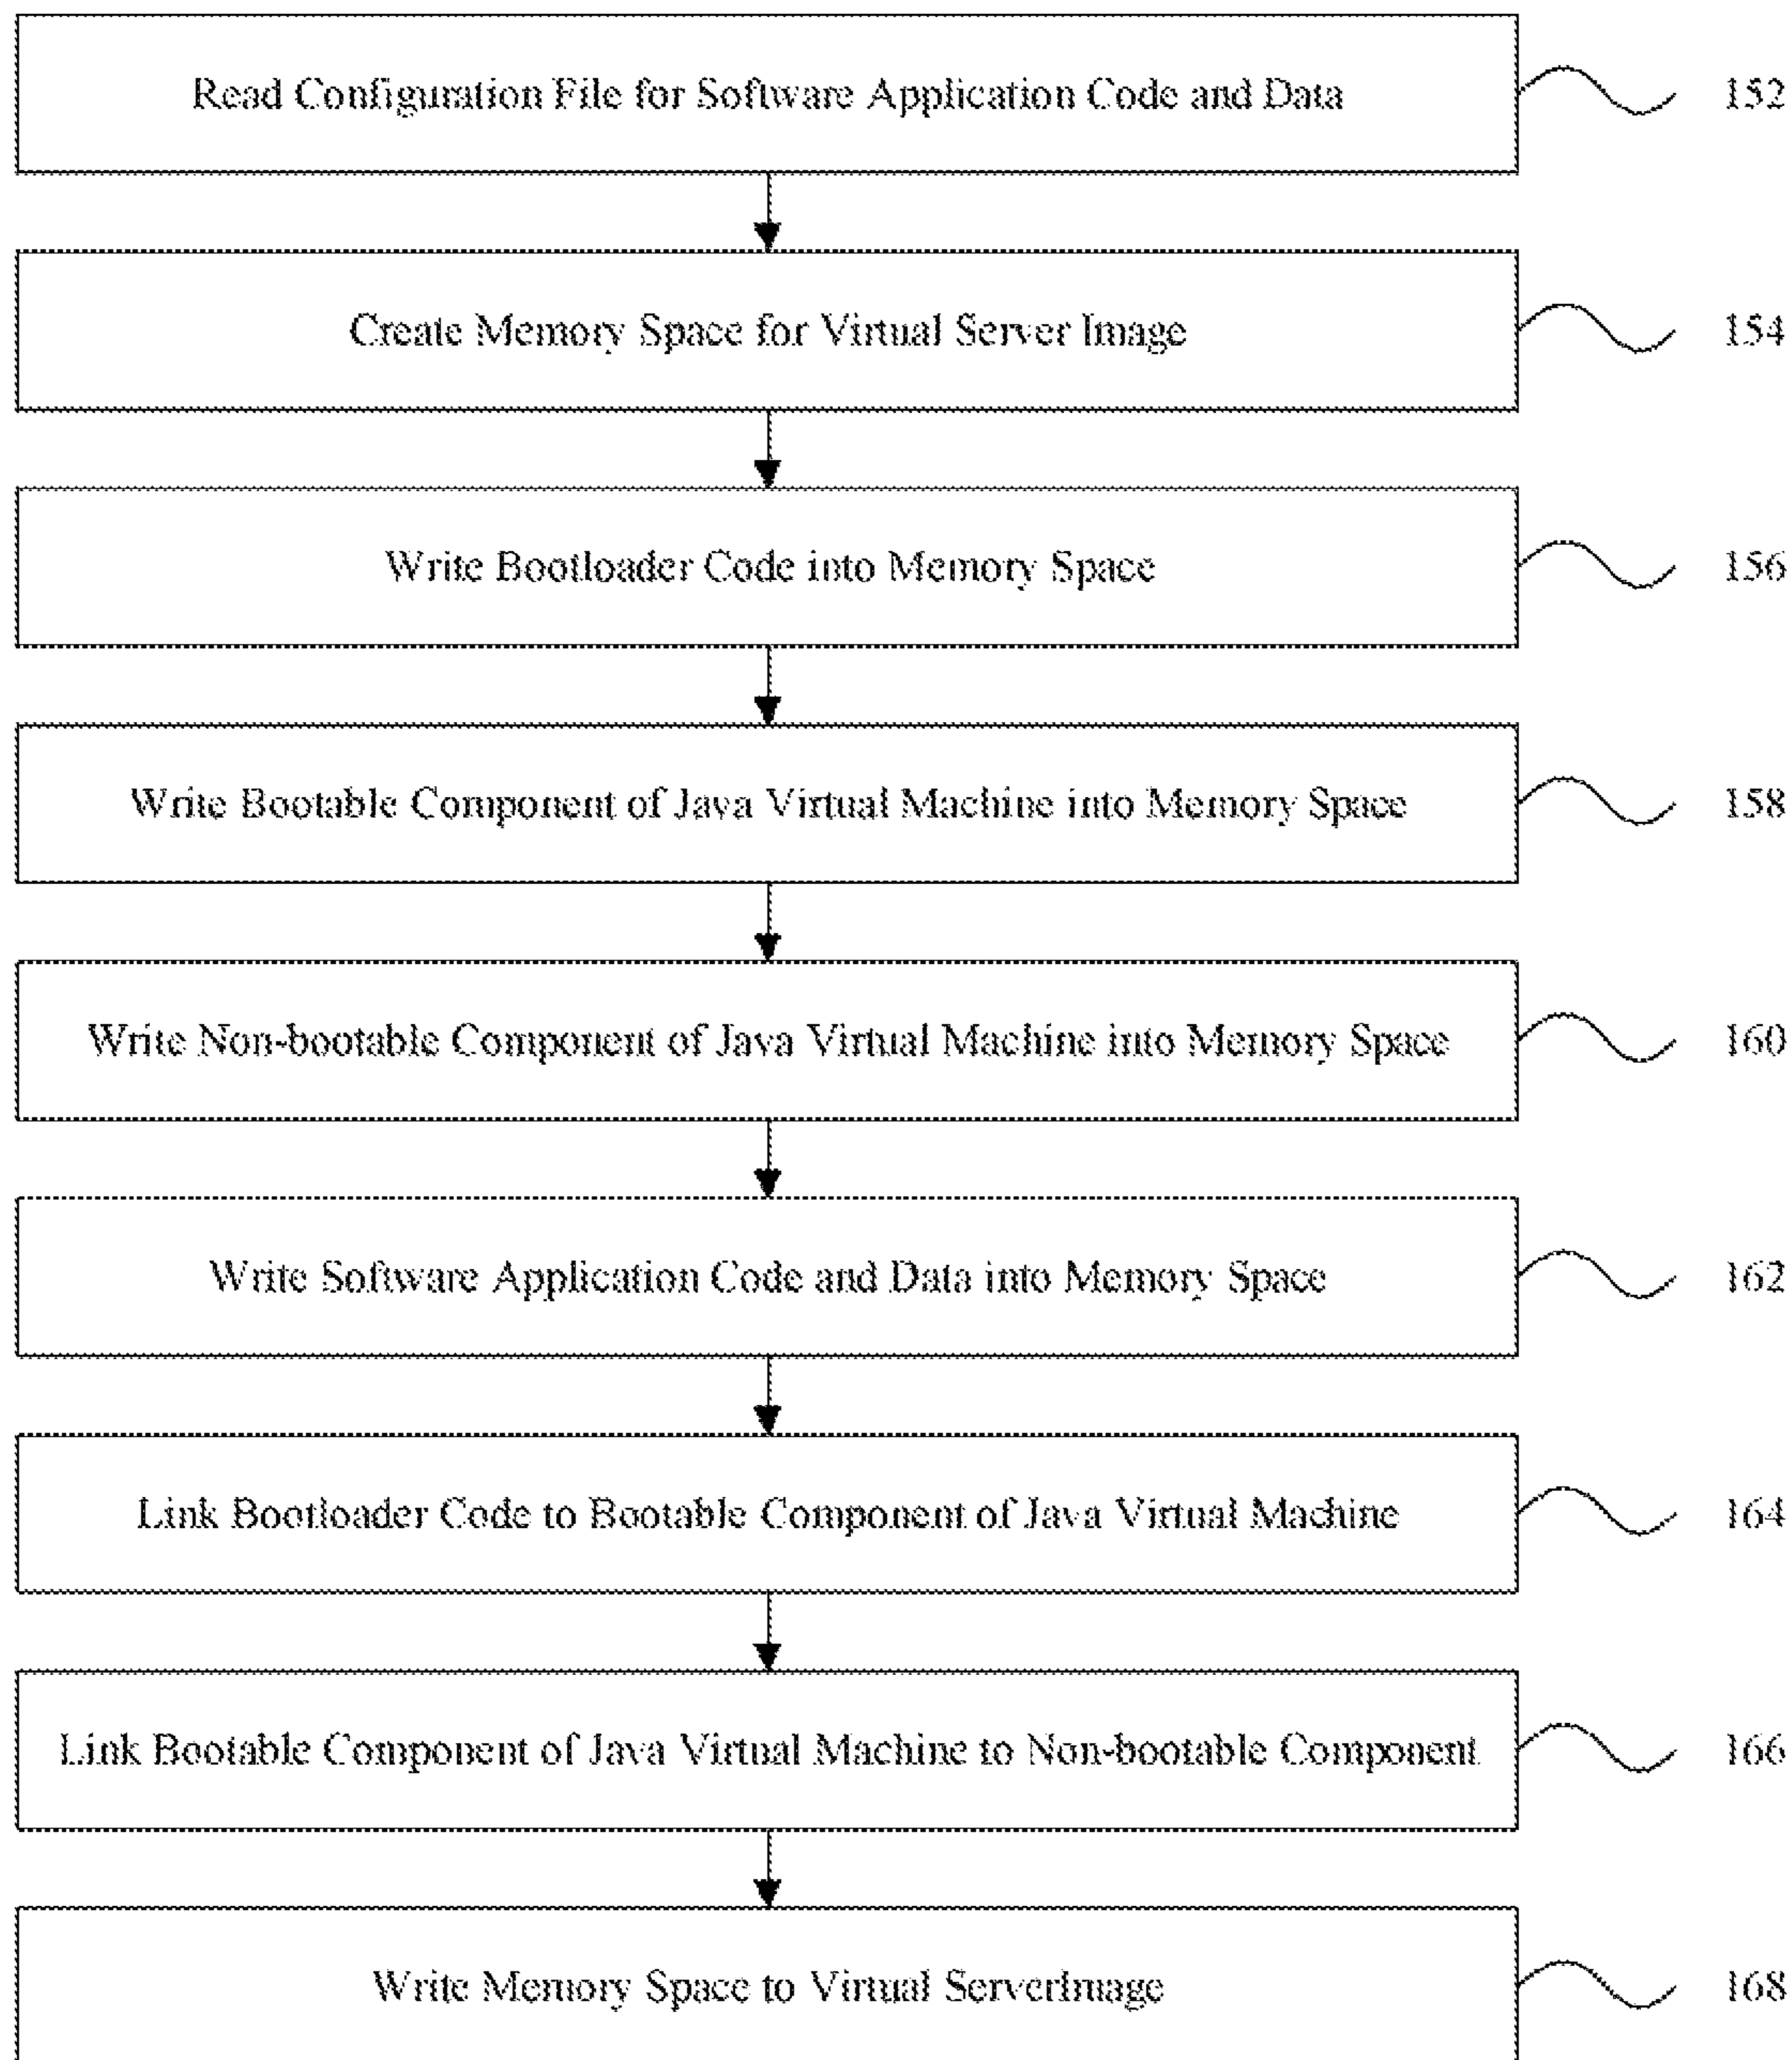 Read Configuration File for Software Application Code and Data
152
Create Memory Space for Virtual Server Image
154
Write Bootloader Code into Memory Space
156
Write Bootable Component of Java Virtual Machine into Memory Space
158
Write Non-bootable Component of Java Virtual Machine into Memory Space
160
Write Software Application Code and Data into Memory Space
162
Link Bootloader Code to Bootable Component of Java Virtual Machine
164
Link Bootable Component of Java Virtual Machine to Non-bootable Component
166
Write Memory Space to Virtual ServerImage
168